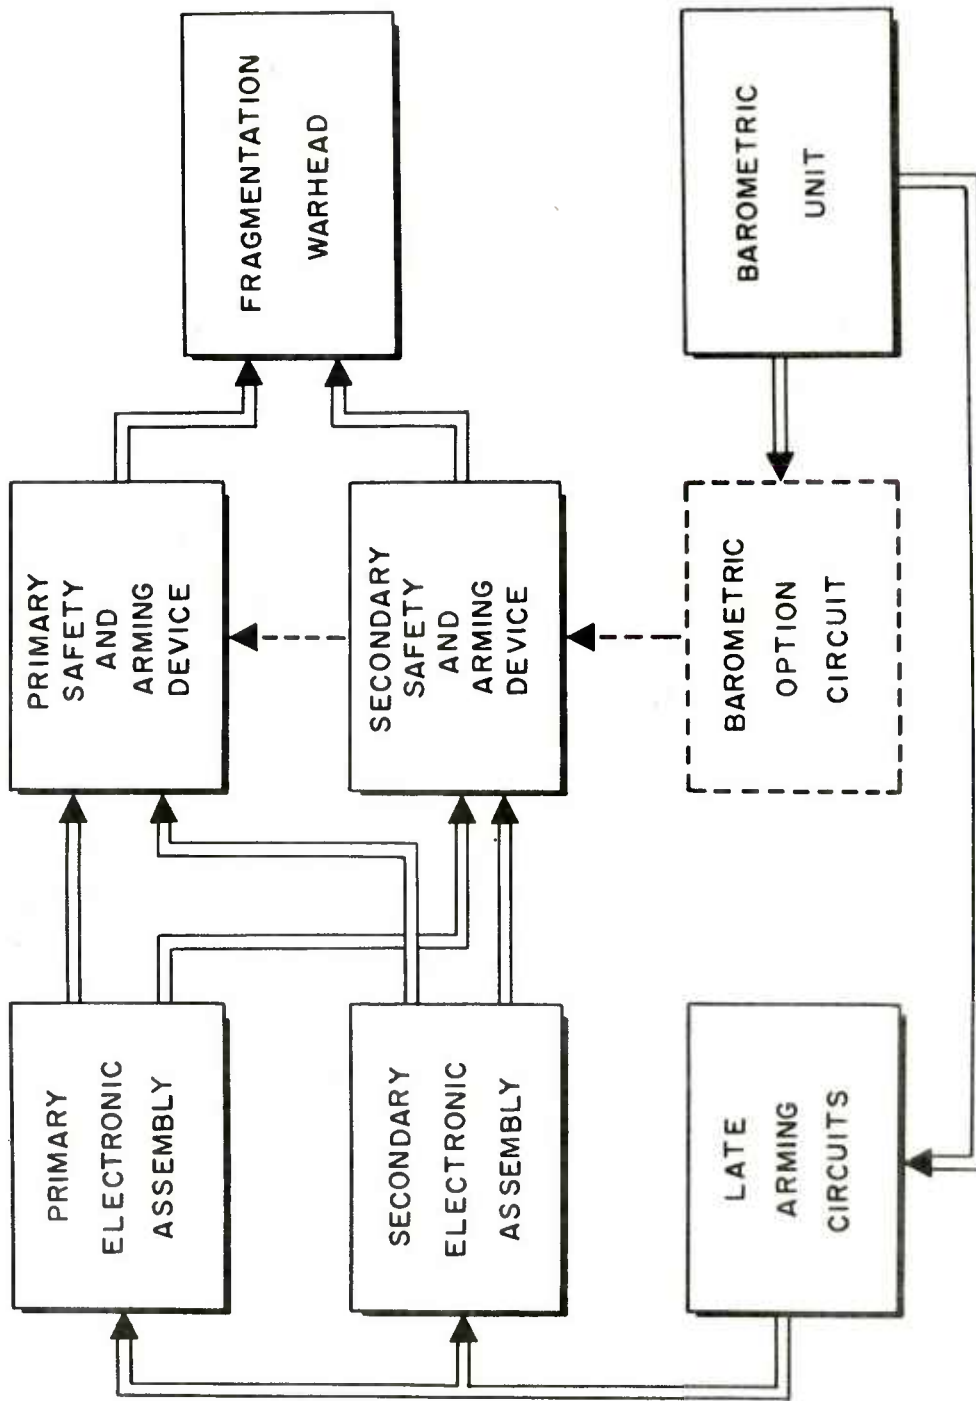 PRIMARY
ELECTRONIC
ASSEMBLY
PRIMARY
SAFETY
AND
ARMING
DEVICE
FRAGMENTATION
WARHEAD
SECONDARY
ELECTRONIC
ASSEMBLY
SECONDARY
SAFETY
AND
ARMING
DEVICE
LATE
ARMING
CIRCUITS
BAROMETRIC
OPTION
CIRCUIT
BAROMETRIC
UNIT